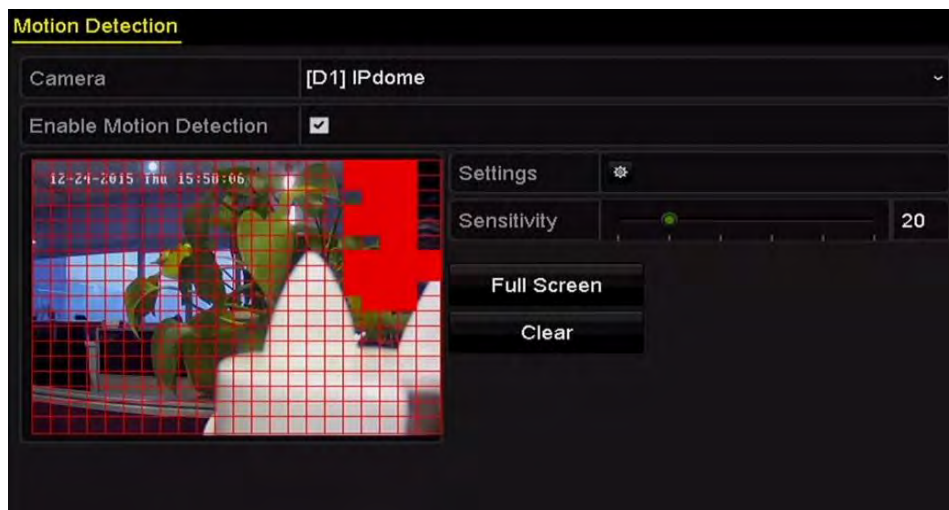 Motion Detection
Camera
[D1] IPdome
Enable Motion Detection
12-24-2015 Thu 15:50:06
Settings
Sensitivity
20
Full Screen
Clear